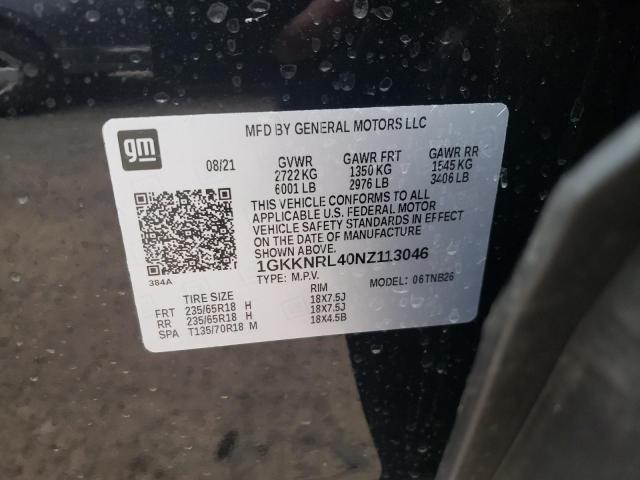 gm
MFD BY GENERAL MOTORS LLC
08/21 GVWR GAWR FRT GAWR RR
2722 KG 1350 KG 1545 KG
6001 LB 2976 LB 3406 LB
THIS VEHICLE CONFORMS TO ALL
APPLICABLE U.S. FEDERAL MOTOR
VEHICLE SAFETY STANDARDS IN EFFECT
ON THE DATE OF MANUFACTURE
SHOWN ABOVE.
384A 1GKKNRL40NZ113046
TYPE: M.P.V. MODEL: 06TNB26
TIRE SIZE RIM
FRT 235/65R18 H 18X7.5J
RR 235/65R18 H 18X7.5J
SPA T135/70R18 M 18X4.5B